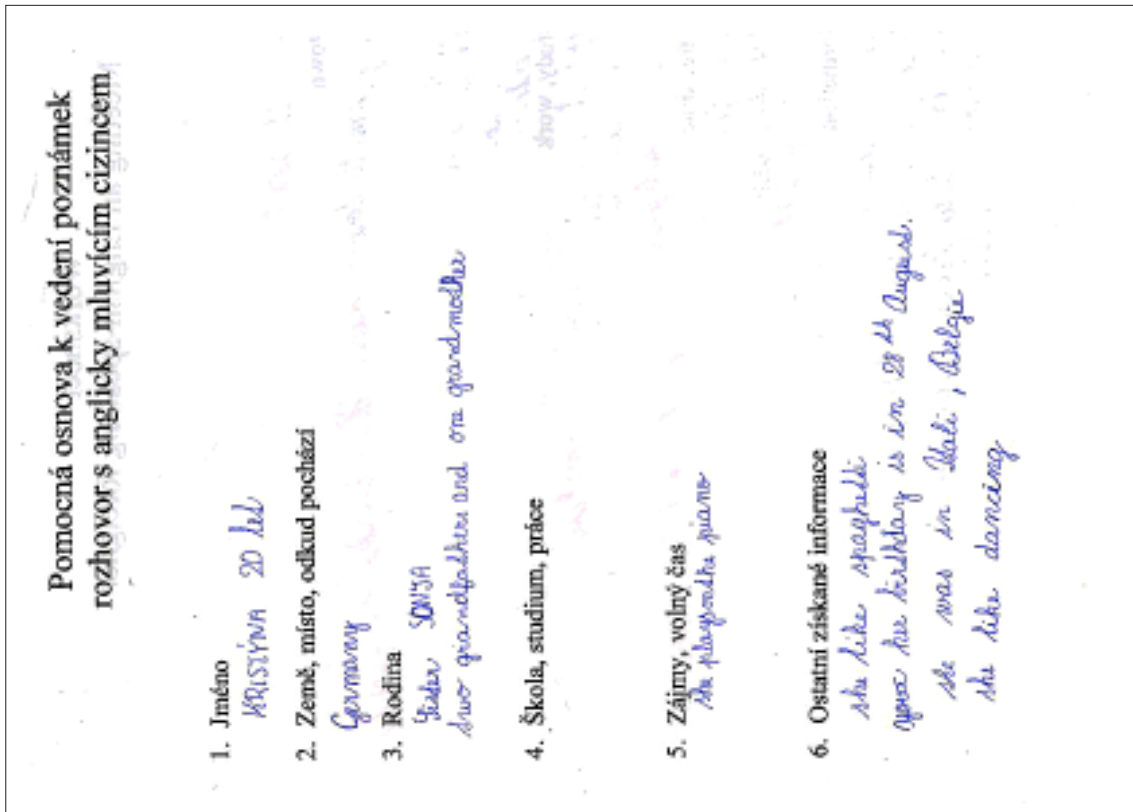 Pomocná osnova k vedení poznámek
rozhovor s anglicky mluvícím cizincem
1. Jméno
KRISTÝNA 20 let
2. Země, místo, odkud pochází
Germany
3. Rodina
Sister SONJA
two grandfathers and one grandmother
4. Škola, studium, práce
5. Zájmy, volný čas
she plays the piano
6. Ostatní získané informace
she like spaghetti
her birthday is in 28 th August.
she was in Itali, Belgie
she like dancing